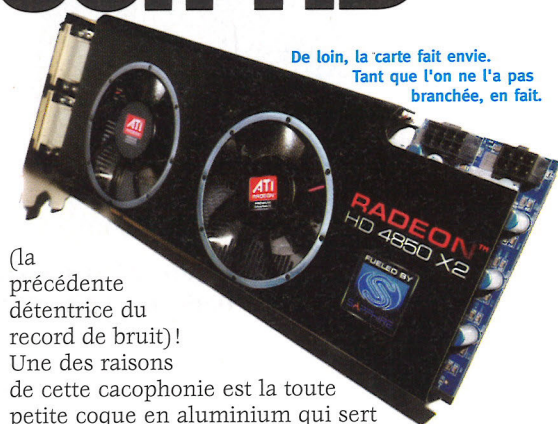 De loin, la carte fait envie.
Tant que l'on ne l'a pas
branchée, en fait.
ATI
RADEON
ATI
RADEON
RADEON™
HD 4850 X2
FUELED BY
(la
précédente
détentrice du
record de bruit)!
Une des raisons
de cette cacophonie est la toute
petite coque en aluminium qui sert